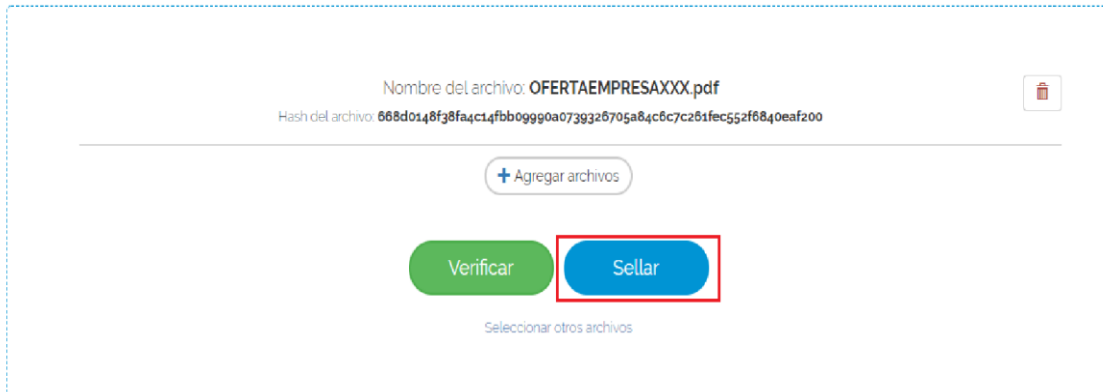 Nombre del archivo: OFERTAEMPRESAXXX.pdf
Hash del archivo: 668d0148f38fa4c14fbb09990a0739326705a84c6c7c261fec552f6840eaf200
+ Agregar archivos
Verificar
Sellar
Seleccionar otros archivos